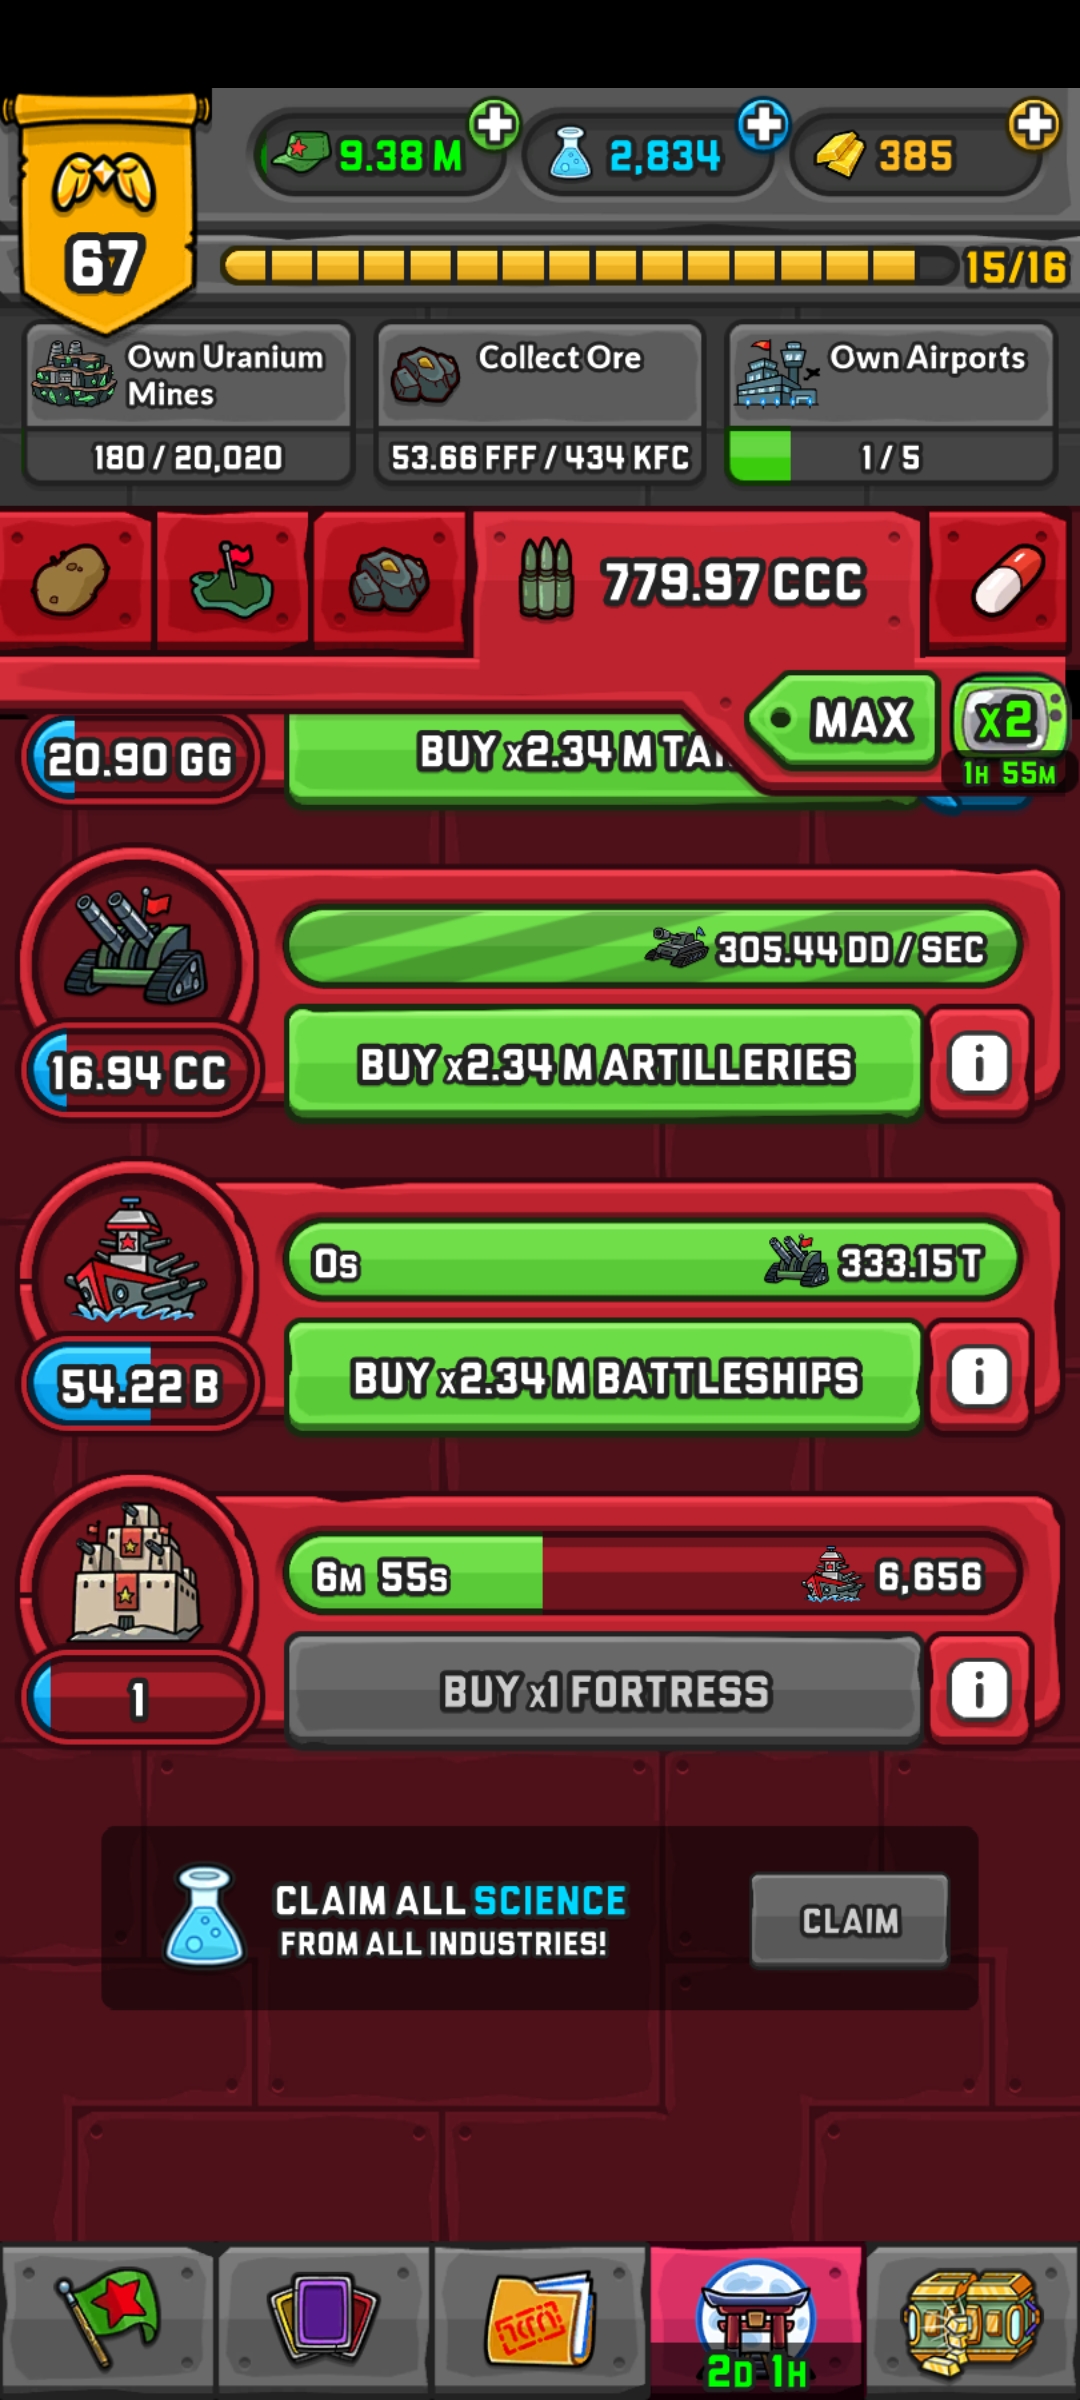 9.38 M
2,834
385
67
15/16
Own Uranium
Mines
180 / 20,020
Collect Ore
53.66 FFF / 434 KFC
Own Airports
1 / 5
779.97 CCC
MAX
x2
1H 55M
20.90 GG
BUY x2.34 M
305.44 DD / SEC
16.94 CC
BUY x2.34 M ARTILLERIES
i
0s
333.15 T
54.22 B
BUY x2.34 M BATTLESHIPS
i
6M 55s
6,656
1
BUY x1 FORTRESS
i
CLAIM ALL SCIENCE
FROM ALL INDUSTRIES!
CLAIM
2D 1H